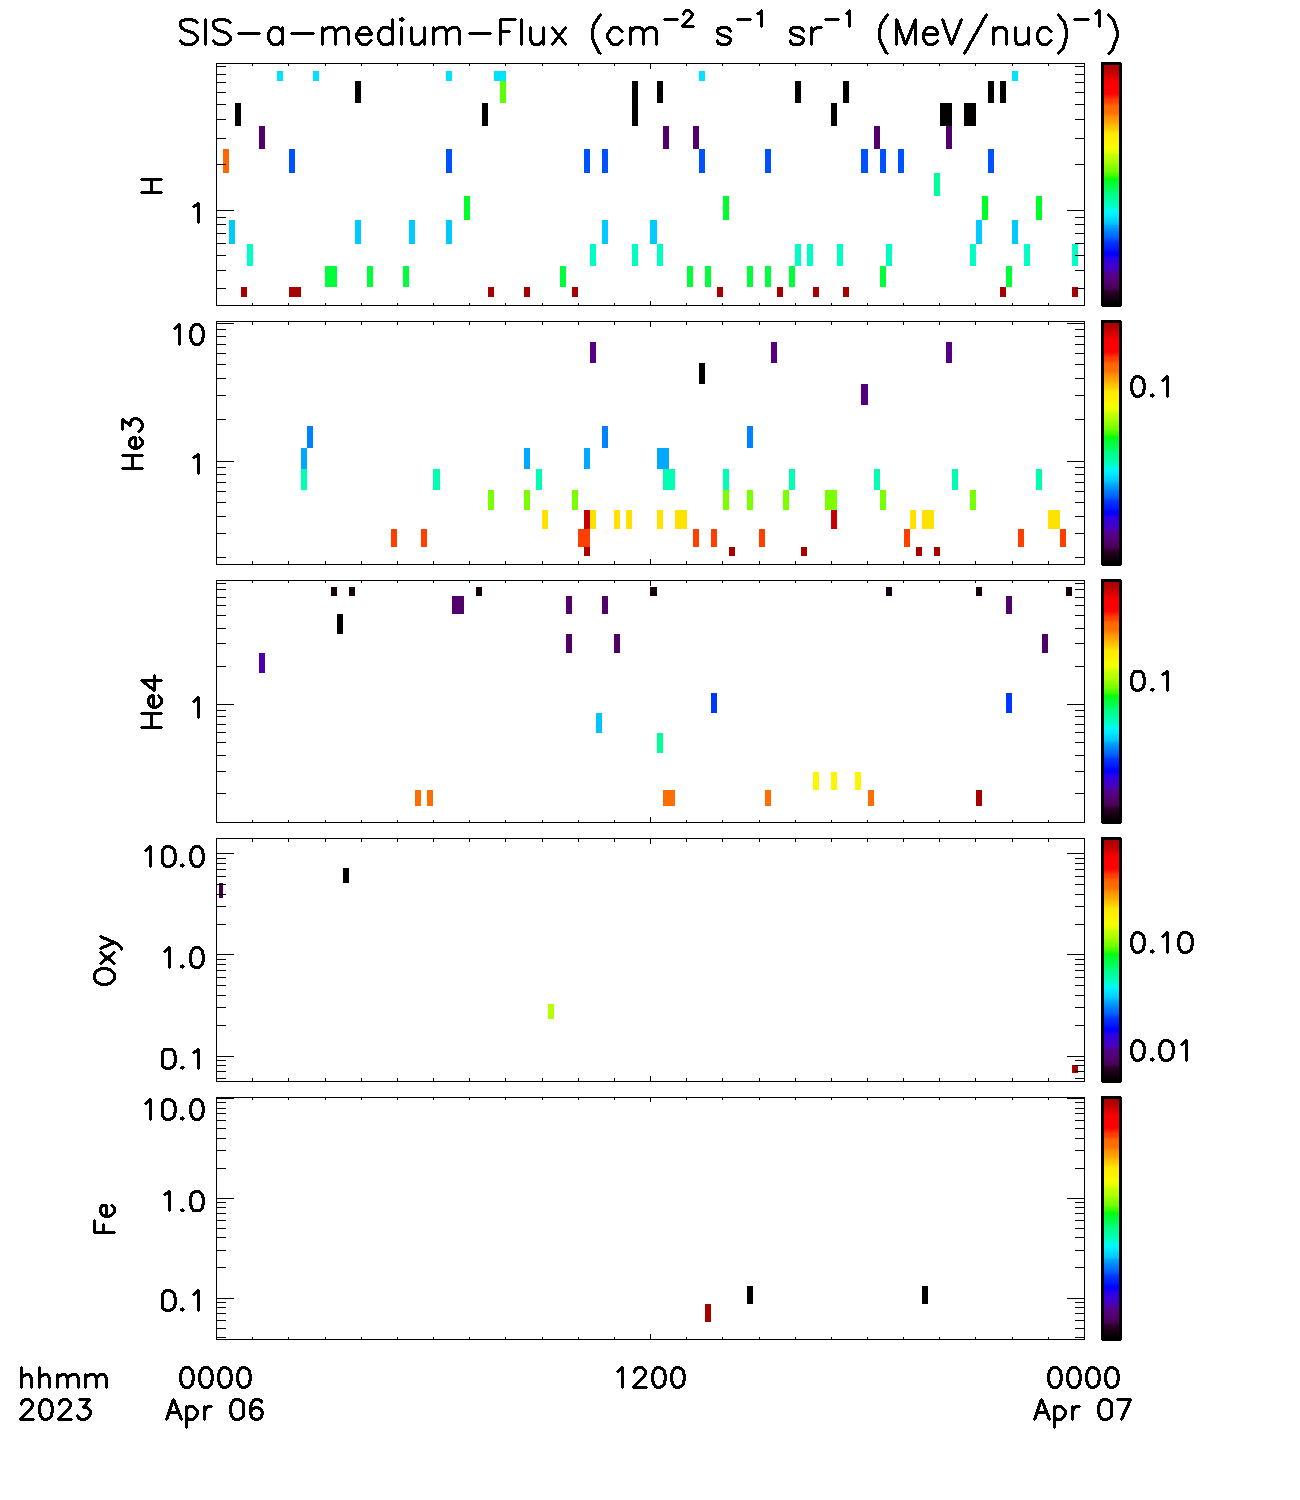 SIS-a-medium-Flux (cm⁻² s⁻¹ sr⁻¹ (MeV/nuc)⁻¹)
H
1
He3
10
1
0.1
He4
1
0.1
Oxy
10.0
1.0
0.1
0.10
0.01
Fe
10.0
1.0
0.1
hhmm 0000 1200 0000
2023 Apr 06 Apr 07